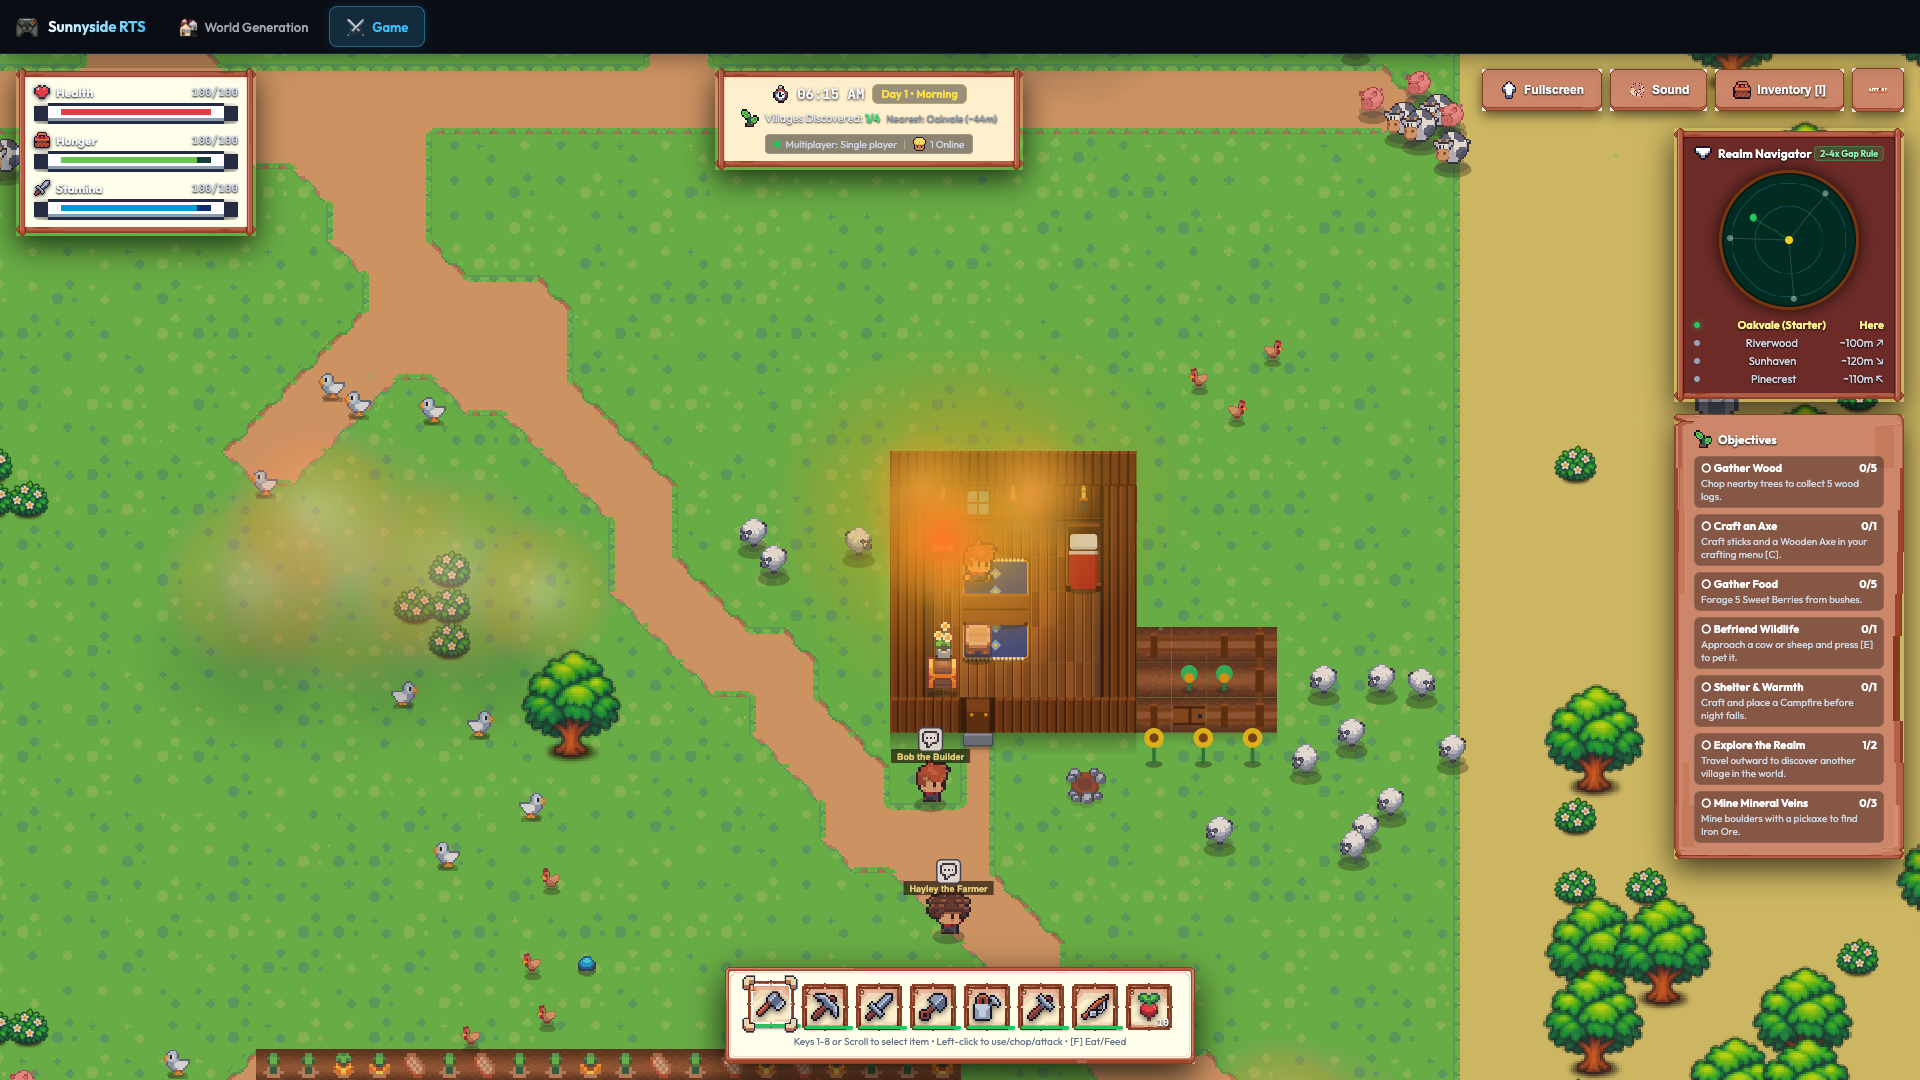 Sunnyside RTS
World Generation
Game
Health 100/100
Hunger 100/100
Stamina 100/100
06:15 AM Day 1 • Morning
Villages Discovered: 1/4 Nearest: Oakvale (~44m)
Multiplayer: Single player | 1 Online
Fullscreen
Sound
Inventory [I]
Realm Navigator 2-4x Gap Rule
Oakvale (Starter) Here
Riverwood ~100m ↗
Sunhaven ~120m ↘
Pinecrest ~110m ↖
Objectives
Gather Wood 0/5
Chop nearby trees to collect 5 wood
logs.
Craft an Axe 0/1
Craft sticks and a Wooden Axe in your
crafting menu [C].
Gather Food 0/5
Forage 5 Sweet Berries from bushes.
Befriend Wildlife 0/1
Approach a cow or sheep and press [E]
to pet it.
Shelter & Warmth 0/1
Craft and place a Campfire before
night falls.
Explore the Realm 1/2
Travel outward to discover another
village in the world.
Mine Mineral Veins 0/3
Mine boulders with a pickaxe to find
Iron Ore.
Bob the Builder
Hayley the Farmer
10
Keys 1-8 or Scroll to select item • Left-click to use/chop/attack • [F] Eat/Feed